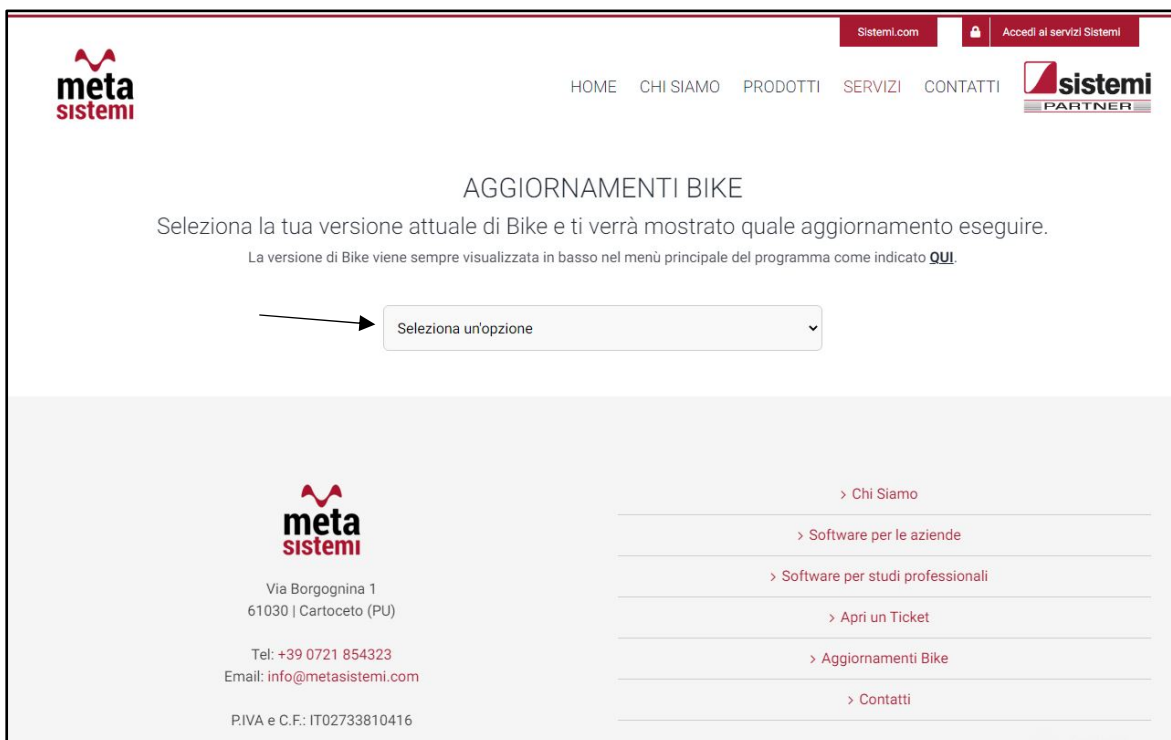 Sistemi.com
Accedi ai servizi Sistemi
meta
sistemi
HOME CHI SIAMO PRODOTTI SERVIZI CONTATTI
sistemi
PARTNER
AGGIORNAMENTI BIKE
Seleziona la tua versione attuale di Bike e ti verrà mostrato quale aggiornamento eseguire.
La versione di Bike viene sempre visualizzata in basso nel menù principale del programma come indicato QUI.
Seleziona un'opzione
meta
sistemi
Via Borgognina 1
61030 | Cartoceto (PU)
Tel: +39 0721 854323
Email: info@metasistemi.com
P.IVA e C.F.: IT02733810416
> Chi Siamo
> Software per le aziende
> Software per studi professionali
> Apri un Ticket
> Aggiornamenti Bike
> Contatti